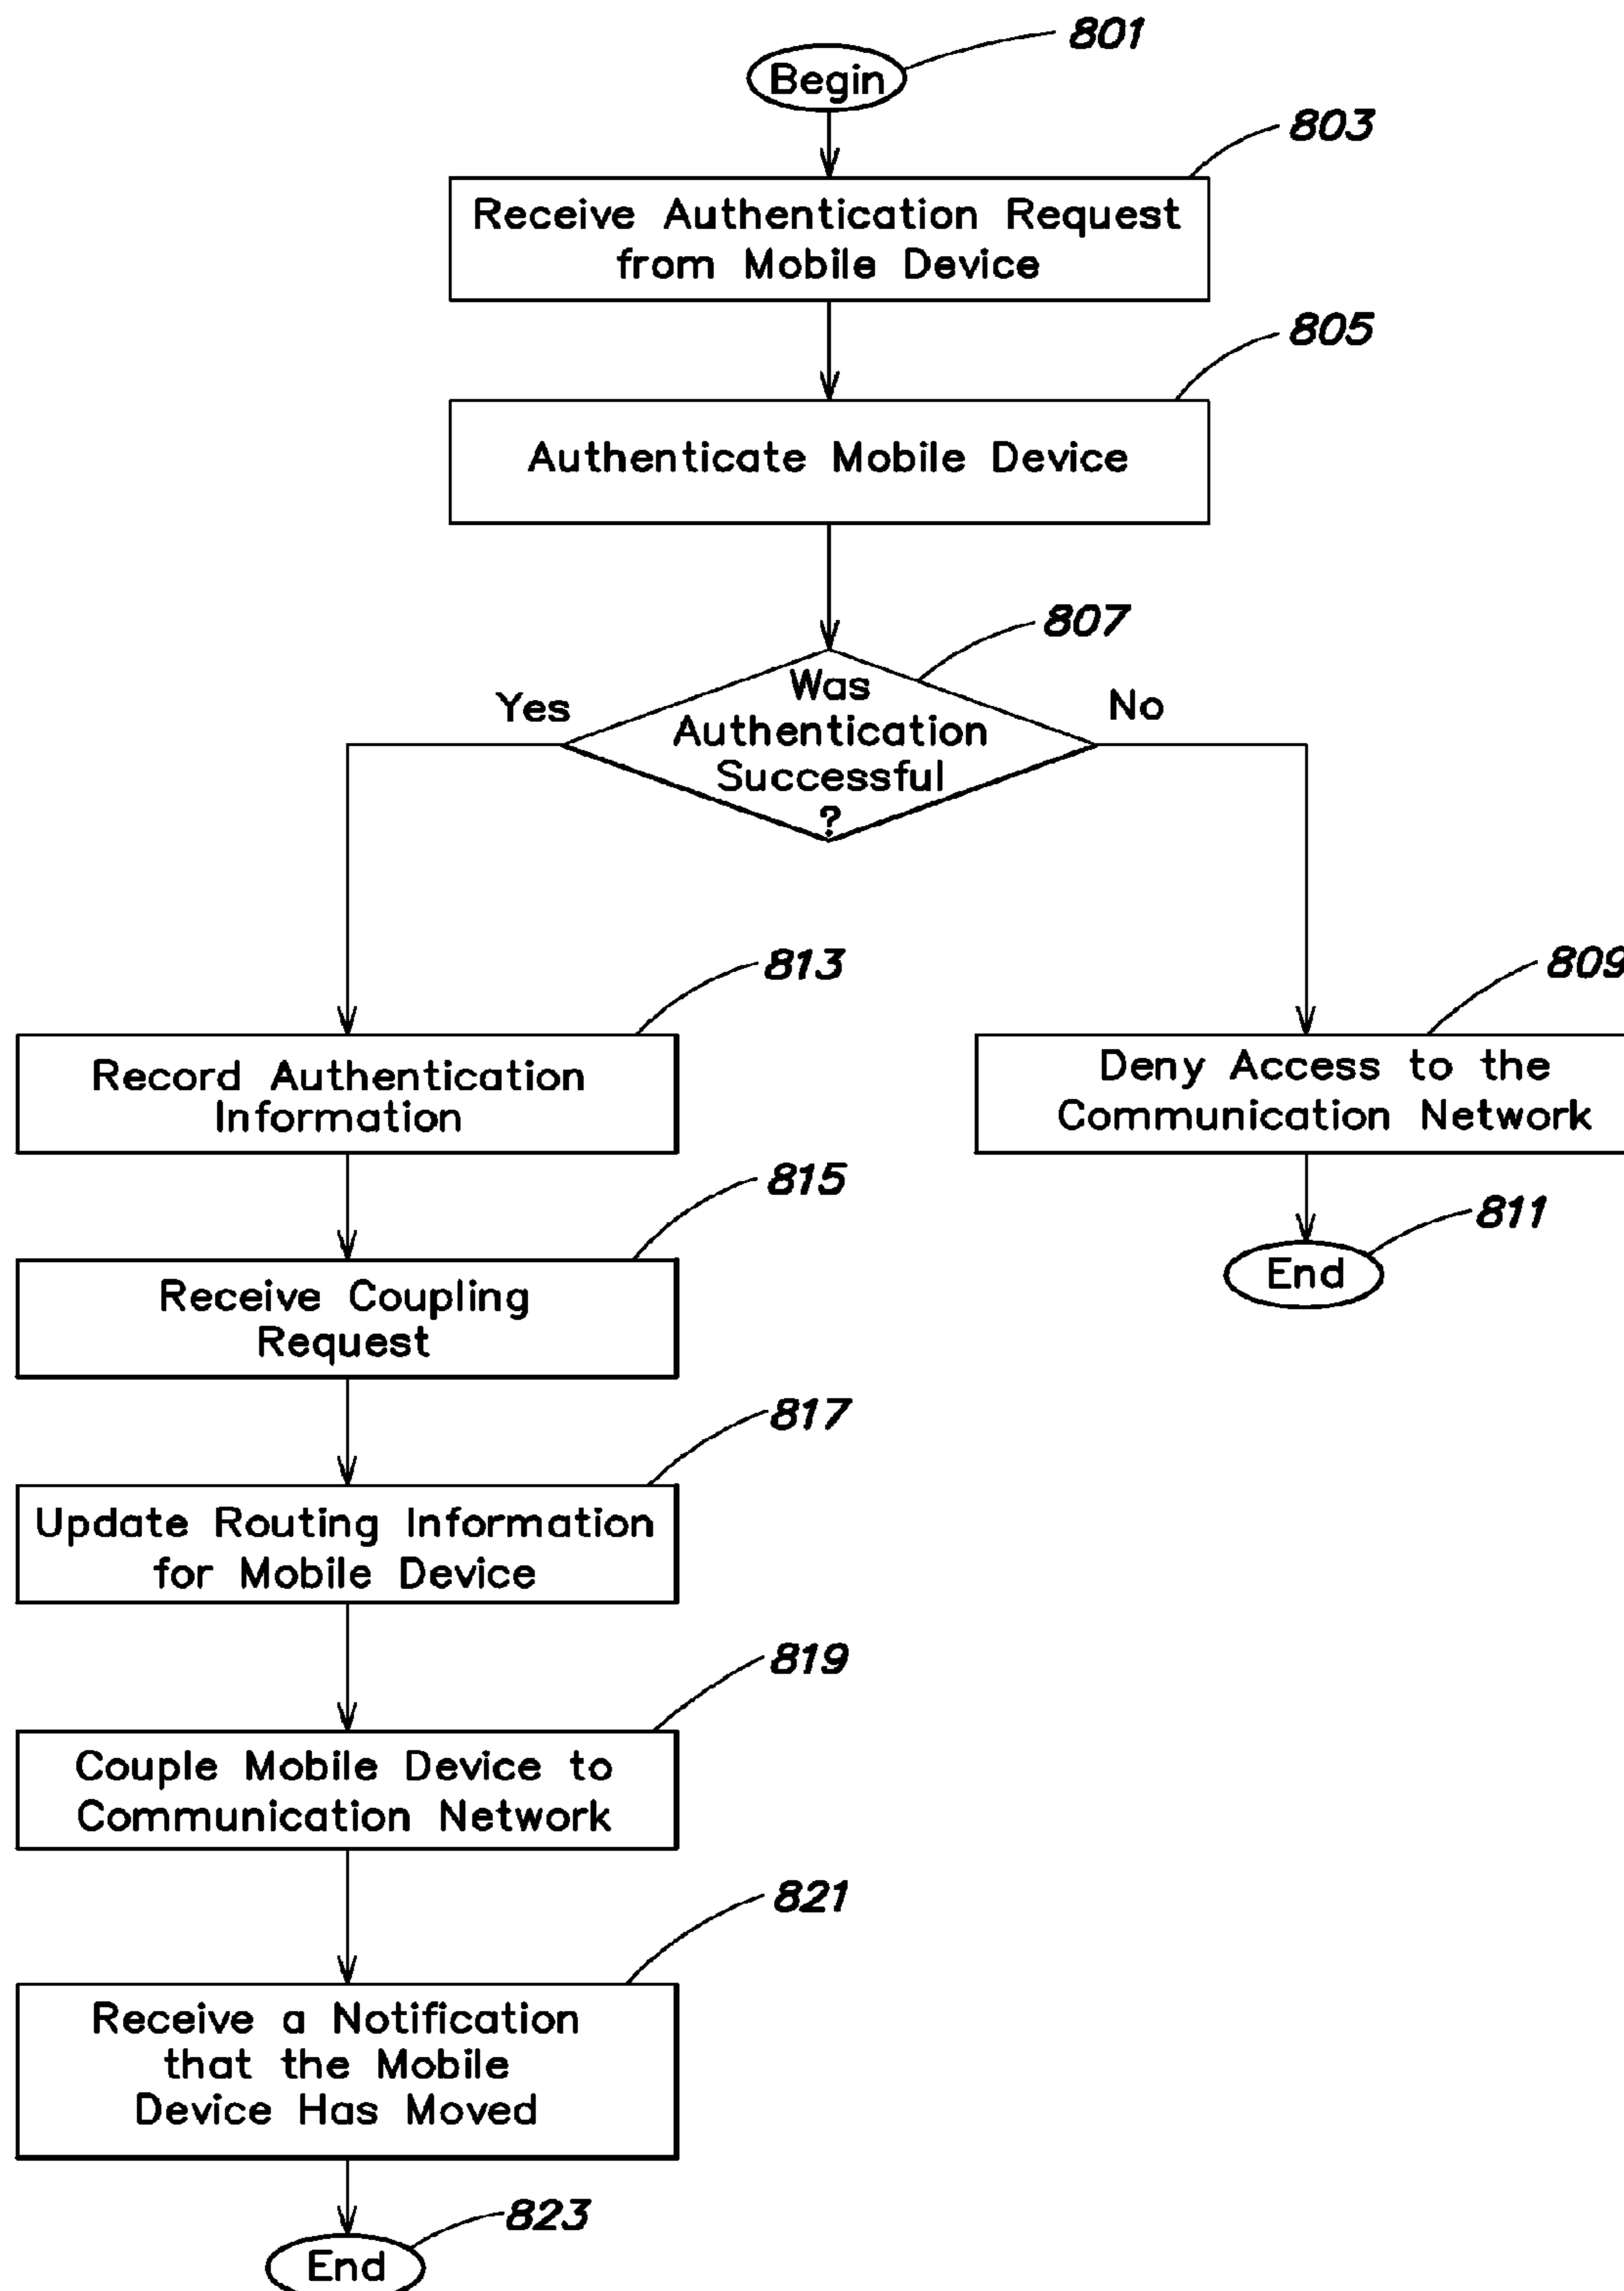 801
Begin
803
Receive Authentication Request
from Mobile Device
805
Authenticate Mobile Device
807
Yes
Was
Authentication
Successful
?
No
813
Record Authentication
Information
809
Deny Access to the
Communication Network
815
Receive Coupling
Request
811
End
817
Update Routing Information
for Mobile Device
819
Couple Mobile Device to
Communication Network
821
Receive a Notification
that the Mobile
Device Has Moved
823
End